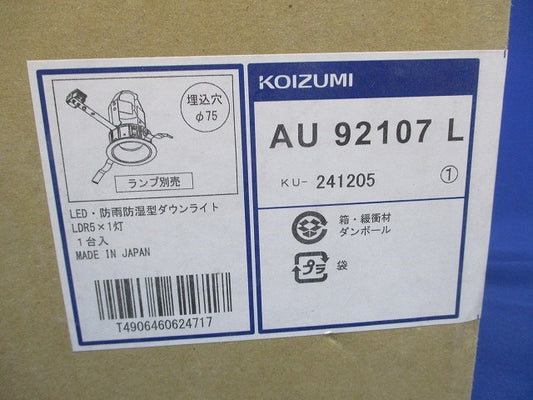 埋込穴
φ75
ランプ別売
LED・防雨防湿型ダウンライト
LDR5×1灯
1台入
MADE IN JAPAN
T4906460624717
KOIZUMI
AU 92107 L
KU- 241205
①
箱・緩衝材
ダンボール
プラ
袋